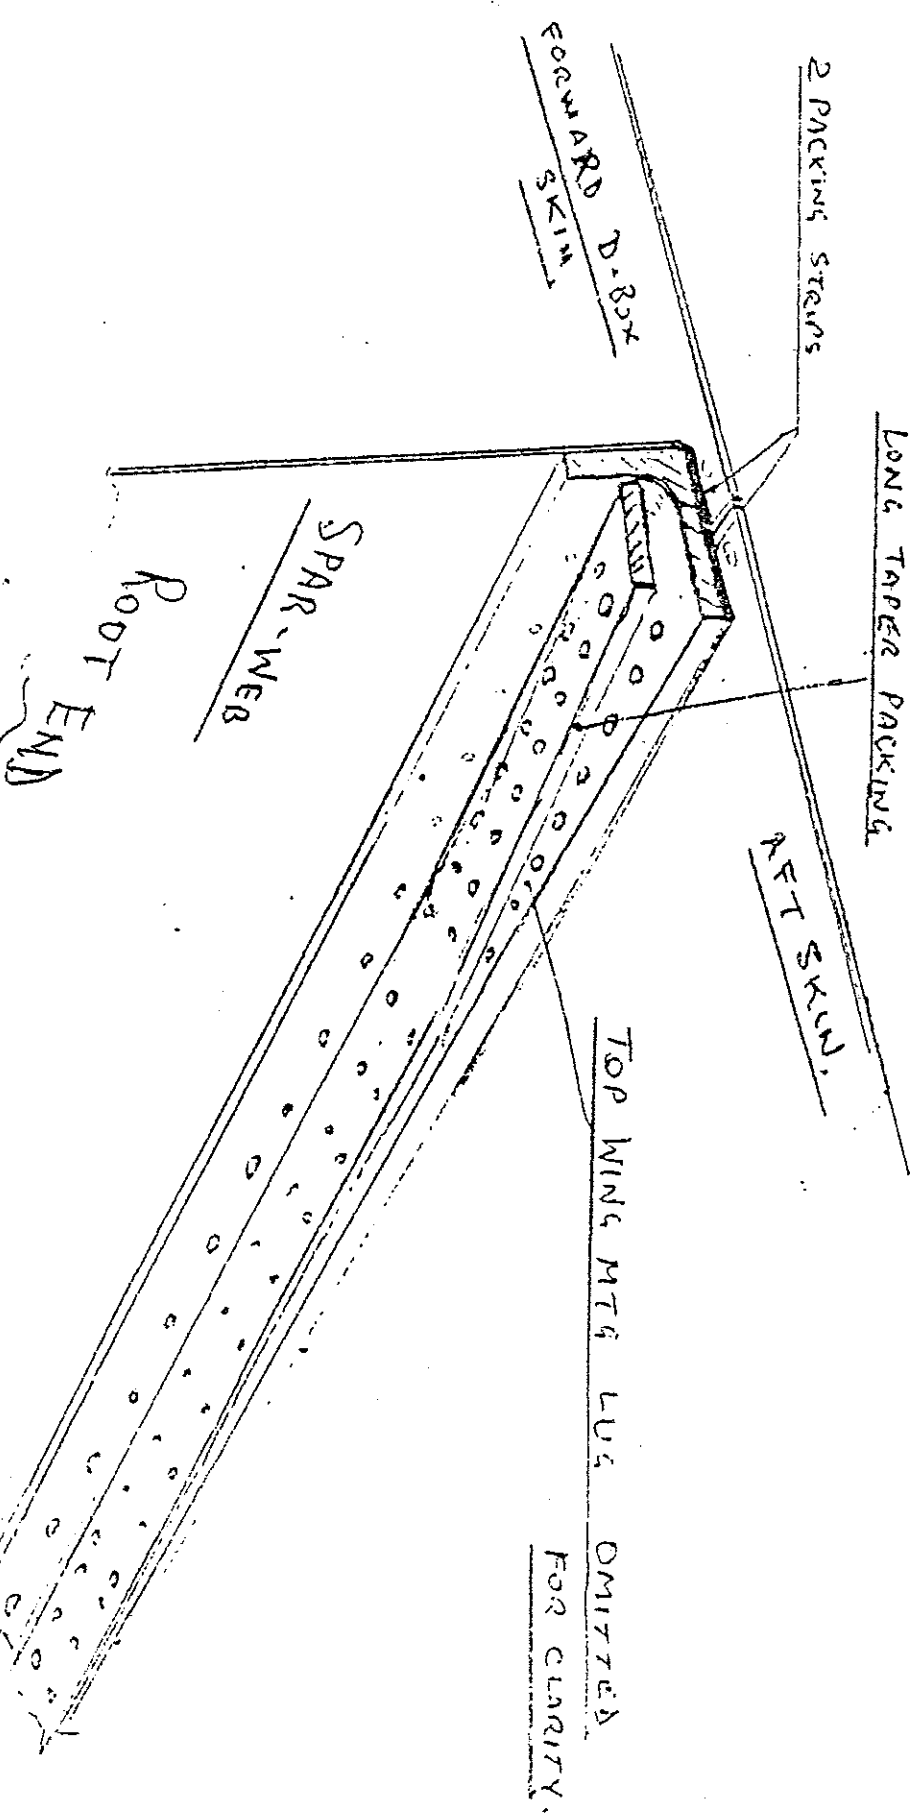 2 PACKING STRIPS
LONG TAPER PACKING
FORWARD D-BOX
SKIN
AFT SKIN.
TOP WING MTG LUG OMITTED
FOR CLARITY.
SPAR-WEB
ROOT END